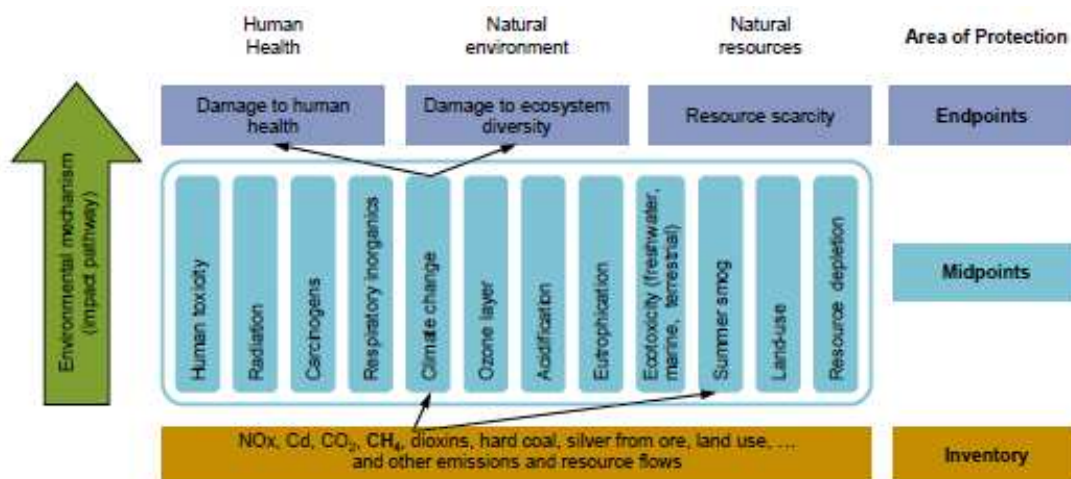 Human
Health
Natural
environment
Natural
resources
Area of Protection
Damage to human
health
Damage to ecosystem
diversity
Resource scarcity
Endpoints
Environmental mechanism
(impact pathway)
Human toxicity
Radiation
Carcinogens
Respiratory inorganics
Climate change
Ozone layer
Acidification
Eutrophication
Ecotoxicity (freshwater,
marine, terrestrial)
Summer smog
Land-use
Resource depletion
Midpoints
NOx, Cd, CO₂, CH₄, dioxins, hard coal, silver from ore, land use, ...
and other emissions and resource flows
Inventory